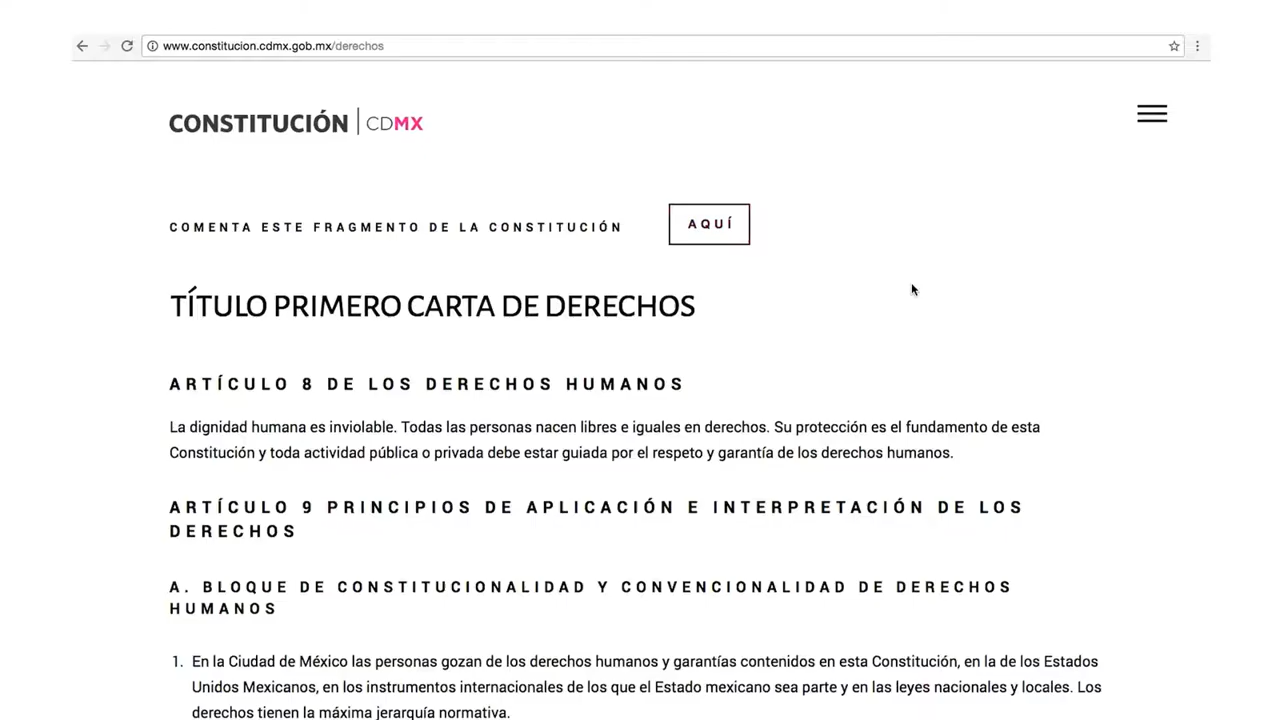 www.constitucion.cdmx.gob.mx/derechos
CONSTITUCIÓN | CDMX
COMENTA ESTE FRAGMENTO DE LA CONSTITUCIÓN AQUÍ
TÍTULO PRIMERO CARTA DE DERECHOS
ARTÍCULO 8 DE LOS DERECHOS HUMANOS
La dignidad humana es inviolable. Todas las personas nacen libres e iguales en derechos. Su protección es el fundamento de esta
Constitución y toda actividad pública o privada debe estar guiada por el respeto y garantía de los derechos humanos.
ARTÍCULO 9 PRINCIPIOS DE APLICACIÓN E INTERPRETACIÓN DE LOS
DERECHOS
A. BLOQUE DE CONSTITUCIONALIDAD Y CONVENCIONALIDAD DE DERECHOS
HUMANOS
1. En la Ciudad de México las personas gozan de los derechos humanos y garantías contenidos en esta Constitución, en la de los Estados
Unidos Mexicanos, en los instrumentos internacionales de los que el Estado mexicano sea parte y en las leyes nacionales y locales. Los
derechos tienen la máxima jerarquía normativa.